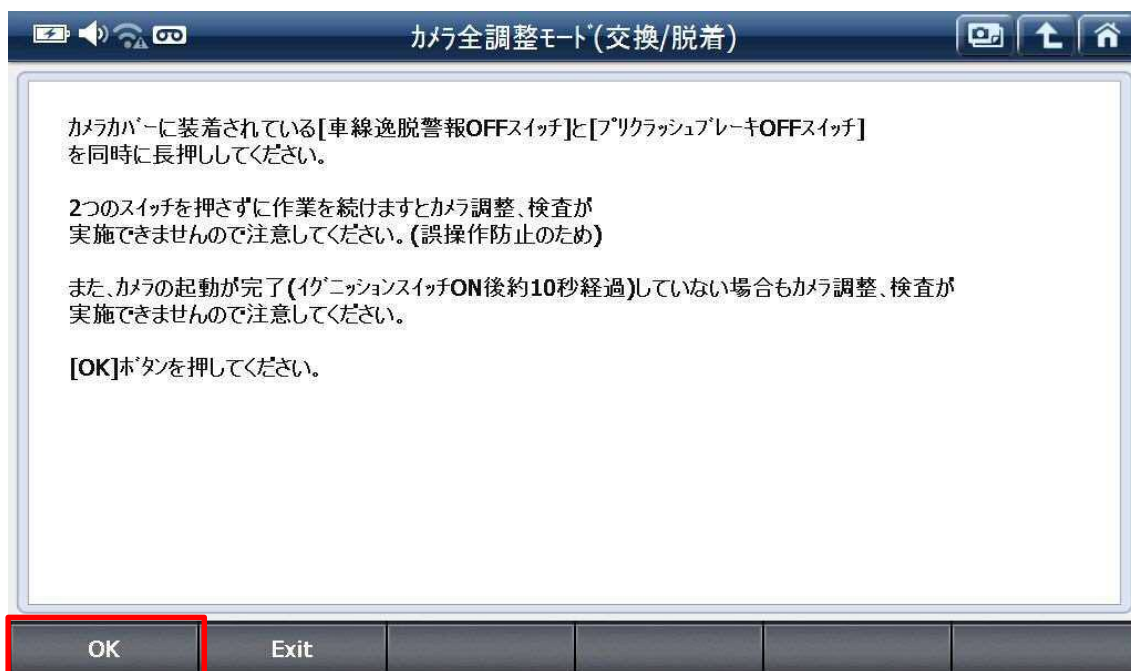 カメラ全調整モード(交換/脱着)
カメラカバーに装着されている[車線逸脱警報OFFスイッチ]と[プリクラッシュブレーキOFFスイッチ]
を同時に長押ししてください。
2つのスイッチを押さずに作業を続けますとカメラ調整、検査が
実施できませんので注意してください。(誤操作防止のため)
また、カメラの起動が完了(イグニッションスイッチON後約10秒経過)していない場合もカメラ調整、検査が
実施できませんので注意してください。
[OK]ボタンを押してください。
OK
Exit